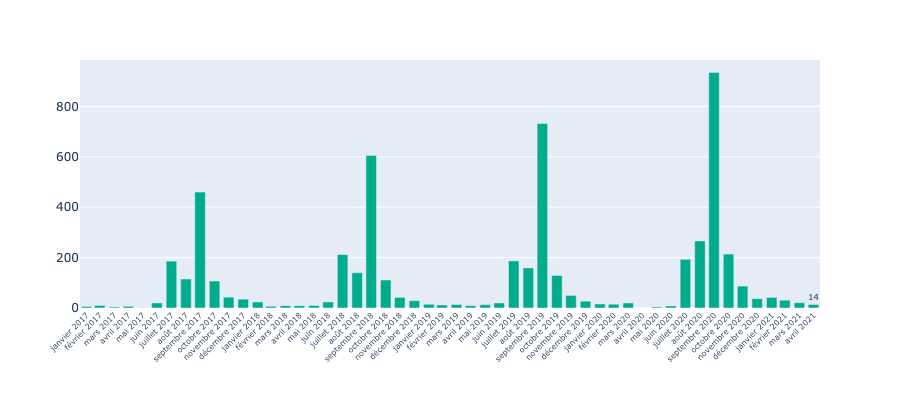 800
600
400
200
0
14
janvier 2017
février 2017
mars 2017
avril 2017
mai 2017
juin 2017
juillet 2017
août 2017
septembre 2017
octobre 2017
novembre 2017
décembre 2017
janvier 2018
février 2018
mars 2018
avril 2018
mai 2018
juin 2018
juillet 2018
août 2018
septembre 2018
octobre 2018
novembre 2018
décembre 2018
janvier 2019
février 2019
mars 2019
avril 2019
mai 2019
juin 2019
juillet 2019
août 2019
septembre 2019
octobre 2019
novembre 2019
décembre 2019
janvier 2020
février 2020
mars 2020
avril 2020
mai 2020
juin 2020
juillet 2020
août 2020
septembre 2020
octobre 2020
novembre 2020
décembre 2020
janvier 2021
février 2021
mars 2021
avril 2021